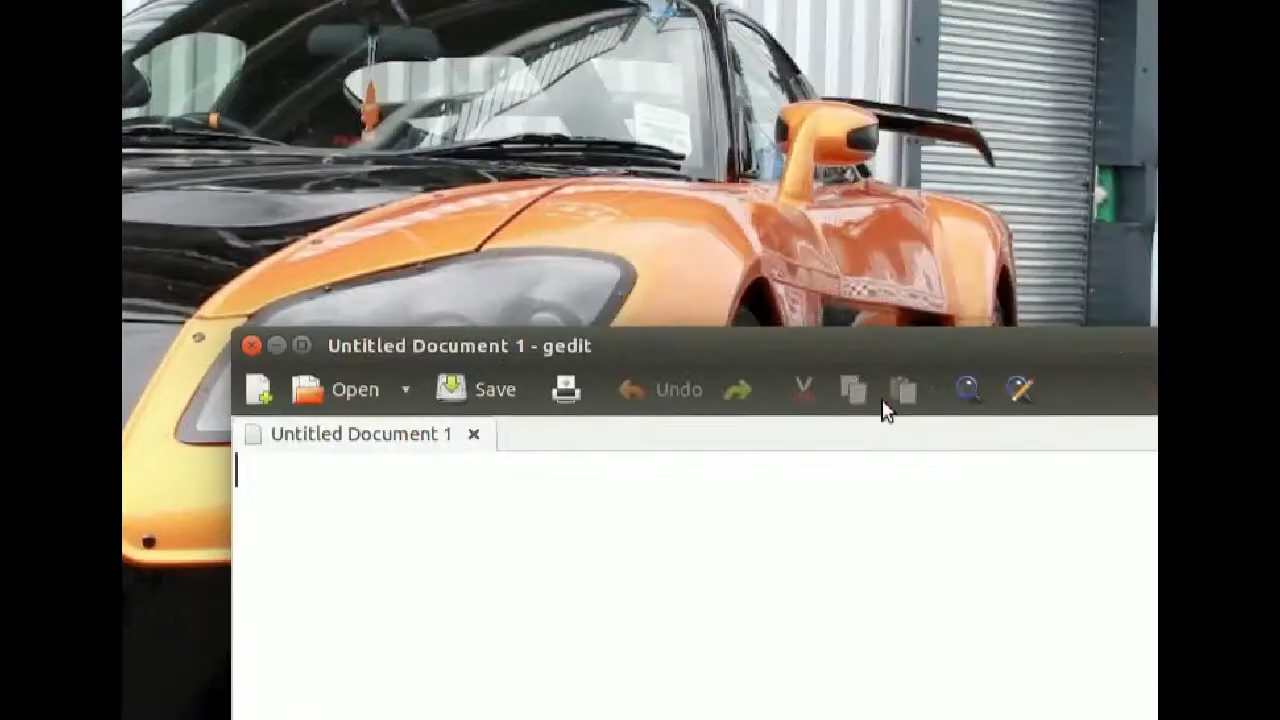 Untitled Document 1 - gedit
Open Save Undo
Untitled Document 1